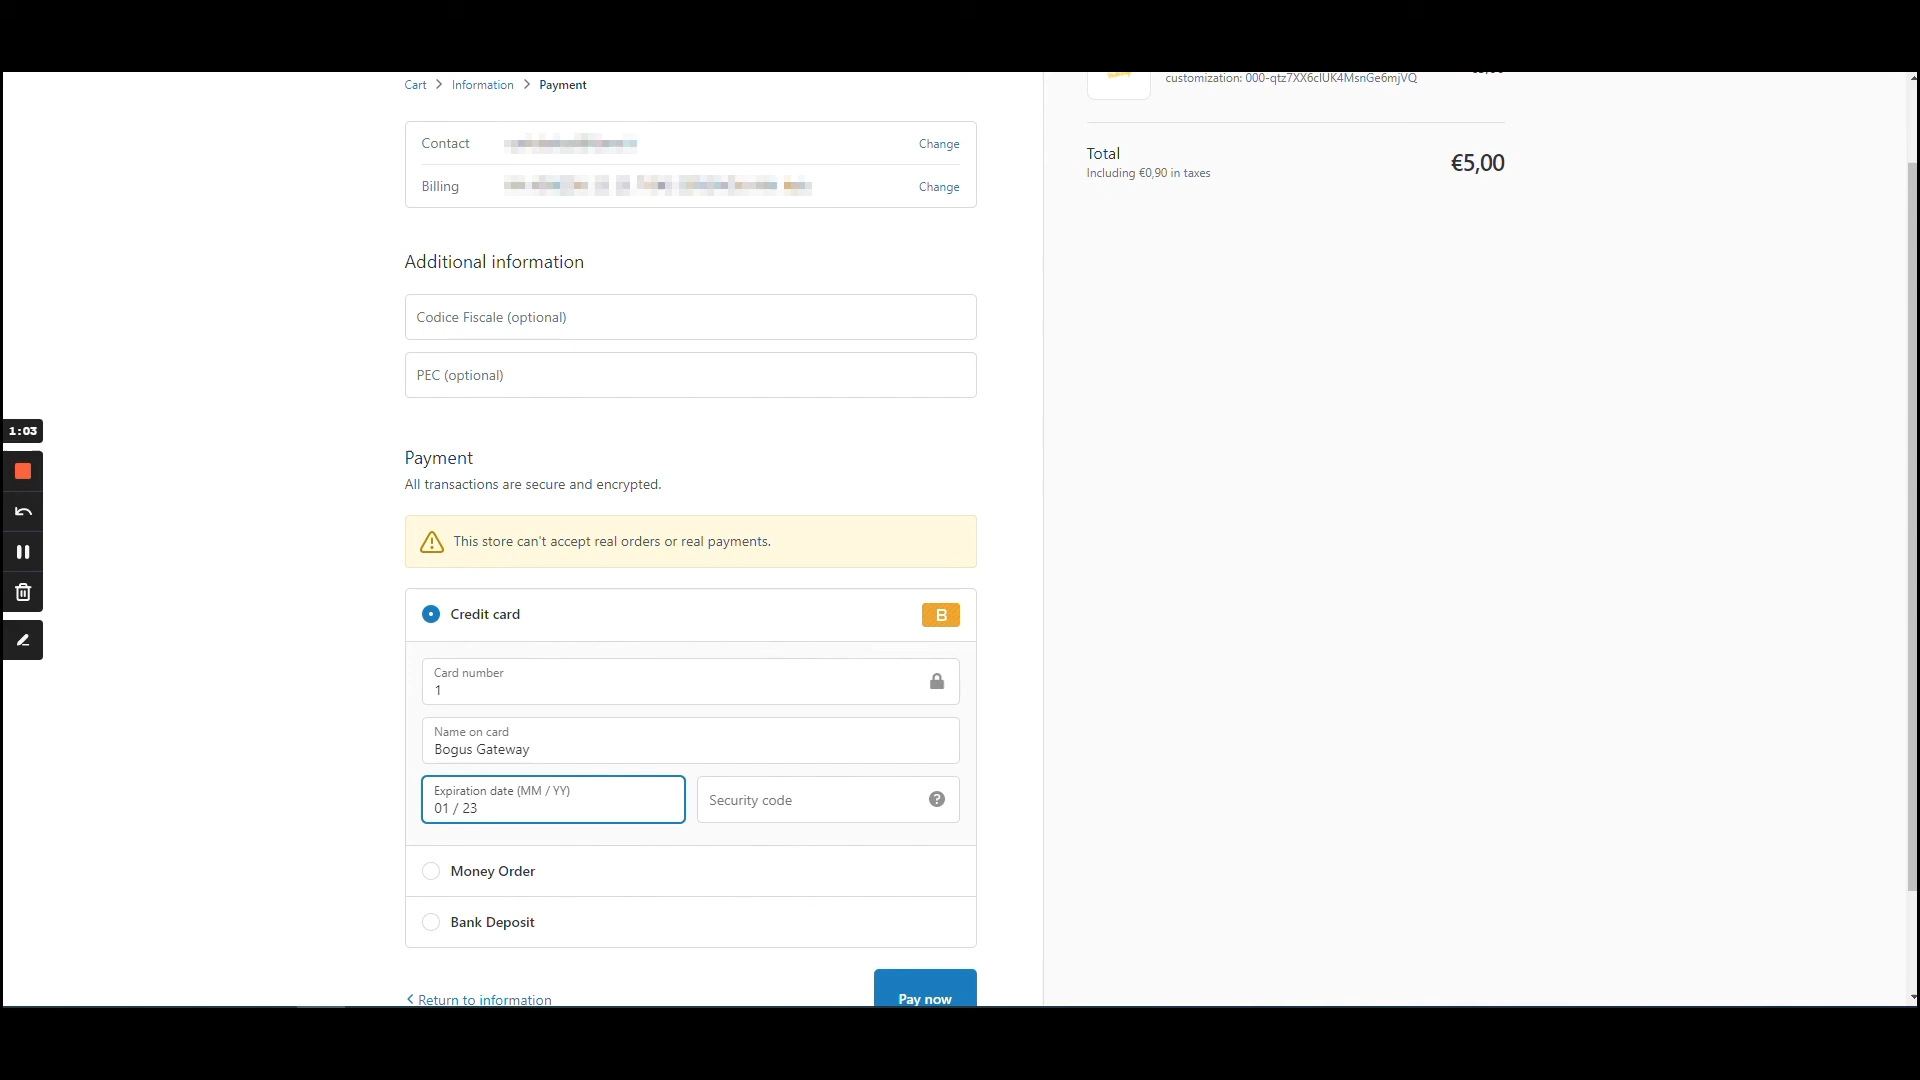 Cart > Information > Payment
customization: 000-qtz7XX6clUK4MsnGe6mjVQ
Contact Change
Billing Change
Total €5,00
Including €0,90 in taxes
Additional information
Codice Fiscale (optional)
PEC (optional)
1:03
Payment
All transactions are secure and encrypted.
This store can't accept real orders or real payments.
Credit card B
Card number
1
Name on card
Bogus Gateway
Expiration date (MM / YY)
01 / 23
Security code ?
Money Order
Bank Deposit
< Return to information
Pay now